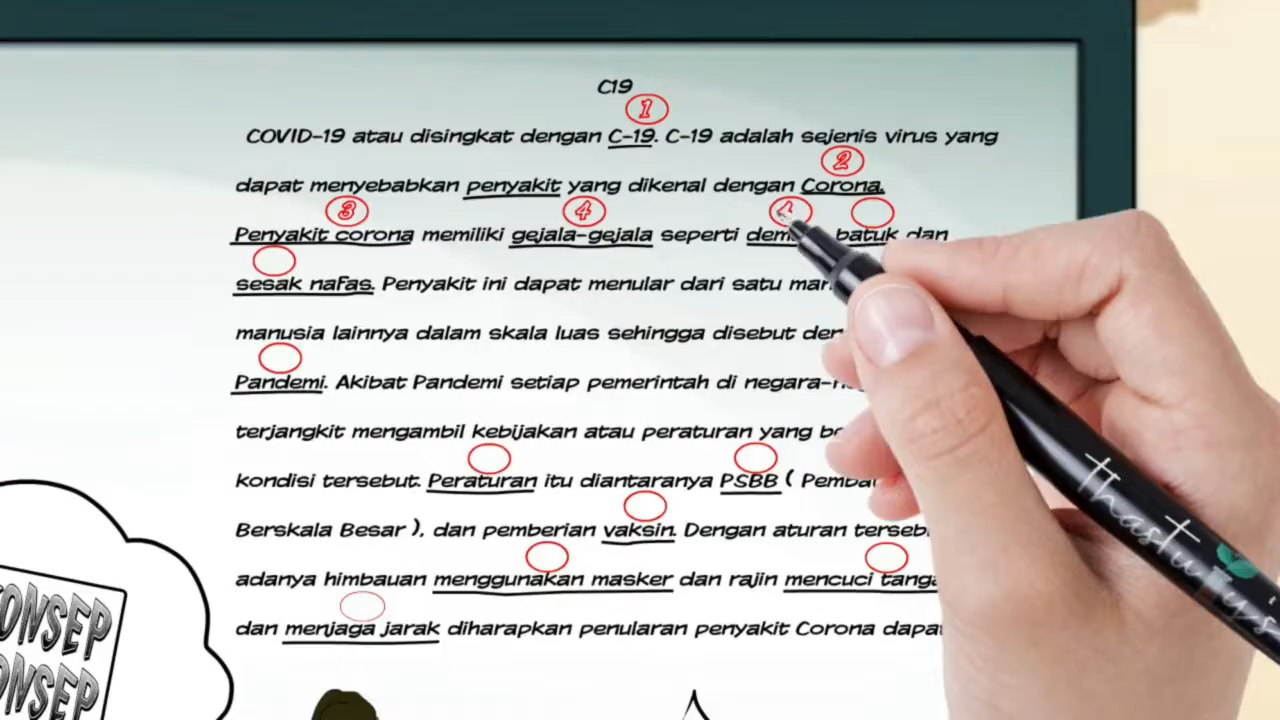 C19
1
COVID-19 atau disingkat dengan C-19. C-19 adalah sejenis virus yang
2
dapat menyebabkan penyakit yang dikenal dengan Corona.
3 4
Penyakit corona memiliki gejala-gejala seperti batuk dan
sesak nafas. Penyakit ini dapat menular dari satu
manusia lainnya dalam skala luas sehingga disebut
Pandemi. Akibat Pandemi setiap pemerintah di
terjangkit mengambil kebijakan atau peraturan yang
kondisi tersebut. Peraturan itu diantaranya PSBB (
Berskala Besar ), dan pemberian vaksin. Dengan aturan
adanya himbauan menggunakan masker dan rajin mencuci
dan menjaga jarak diharapkan penularan penyakit Corona
KONSEP
KONSEP
thasturis